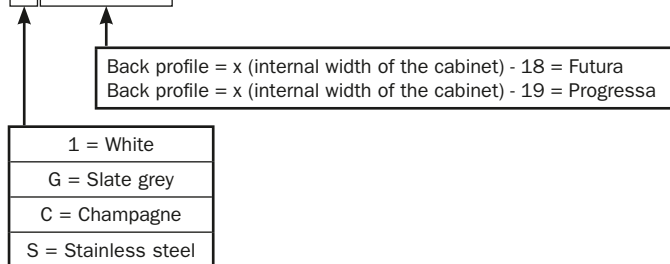 Back profile = x (internal width of the cabinet) - 18 = Futura
Back profile = x (internal width of the cabinet) - 19 = Progressa
1 = White
G = Slate grey
C = Champagne
S = Stainless steel